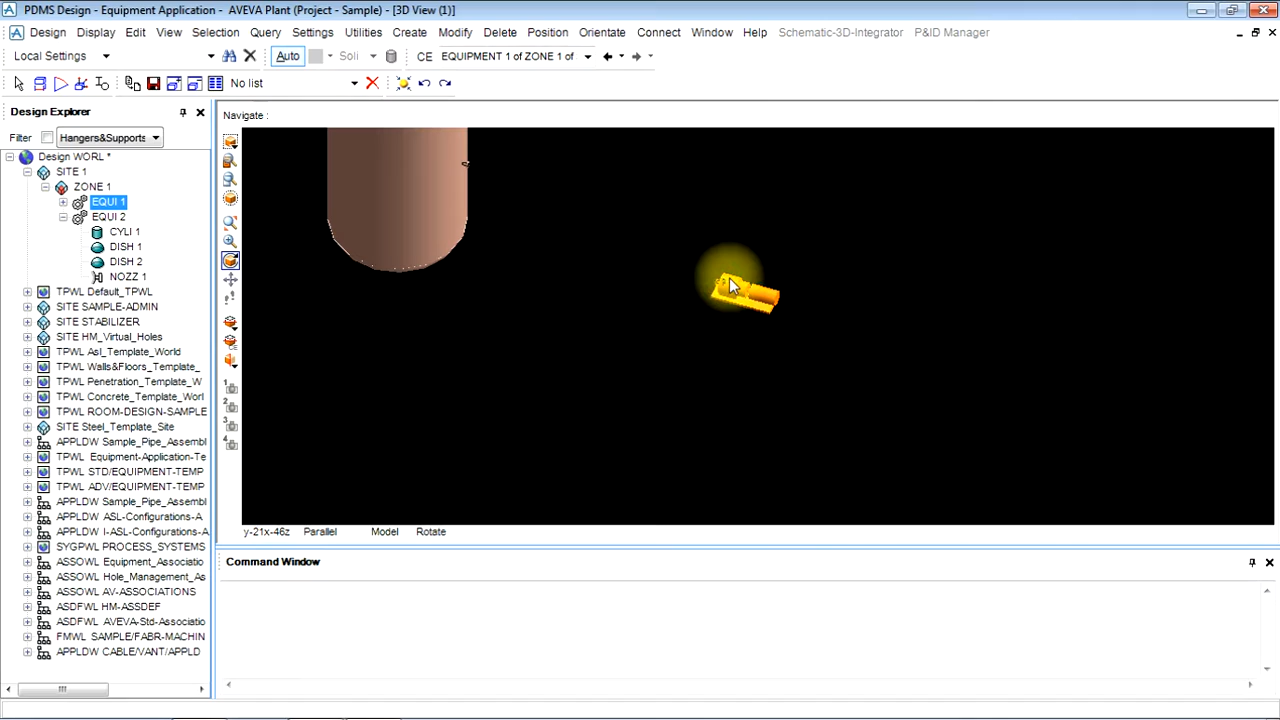 PDMS Design - Equipment Application - AVEVA Plant (Project - Sample) - [3D View (1)]
Design Display Edit View Selection Query Settings Utilities Create Modify Delete Position Orientate Connect Window Help Schematic-3D-Integrator P&ID Manager
Local Settings Auto Soli CE EQUIPMENT 1 of ZONE 1 of
No list
Design Explorer
Navigate :
Filter Hangers&Supports
Design WORL *
SITE 1
ZONE 1
EQUI 1
EQUI 2
CYLI 1
DISH 1
DISH 2
NOZZ 1
TPWL Default_TPWL
SITE SAMPLE-ADMIN
SITE STABILIZER
SITE HM_Virtual_Holes
TPWL Asl_Template_World
TPWL Walls&Floors_Template_
TPWL Penetration_Template_W
TPWL Concrete_Template_Worl
TPWL ROOM-DESIGN-SAMPLE
SITE Steel_Template_Site
APPLDW Sample_Pipe_Assembl
TPWL Equipment-Application-Te
TPWL STD/EQUIPMENT-TEMP
TPWL ADV/EQUIPMENT-TEMP
APPLDW Sample_Pipe_Assembl
APPLDW ASL-Configurations-A
APPLDW I-ASL-Configurations-A
SYGPWL PROCESS_SYSTEMS
ASSOWL Equipment_Associatio
ASSOWL Hole_Management_As
ASSOWL AV-ASSOCIATIONS
ASDFWL HM-ASSDEF
ASDFWL AVEVA-Std-Associatio
FMWL SAMPLE/FABR-MACHIN
APPLDW CABLE/VANT/APPLD
1
2
3
4
y-21x-46z Parallel Model Rotate
Command Window